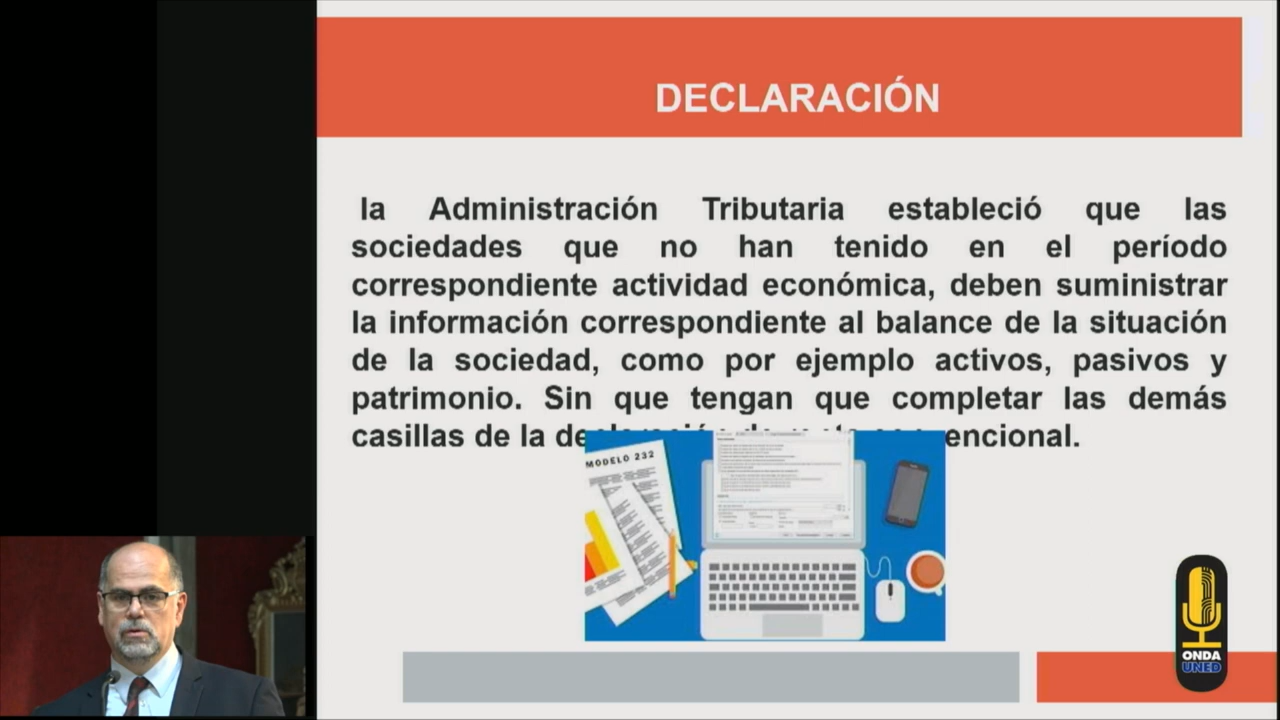 DECLARACIÓN
la Administración Tributaria estableció que las
sociedades que no han tenido en el período
correspondiente actividad económica, deben suministrar
la información correspondiente al balance de la situación
de la sociedad, como por ejemplo activos, pasivos y
patrimonio. Sin que tengan que completar las demás
casillas de la
MODELO 232
ONDA
UNED